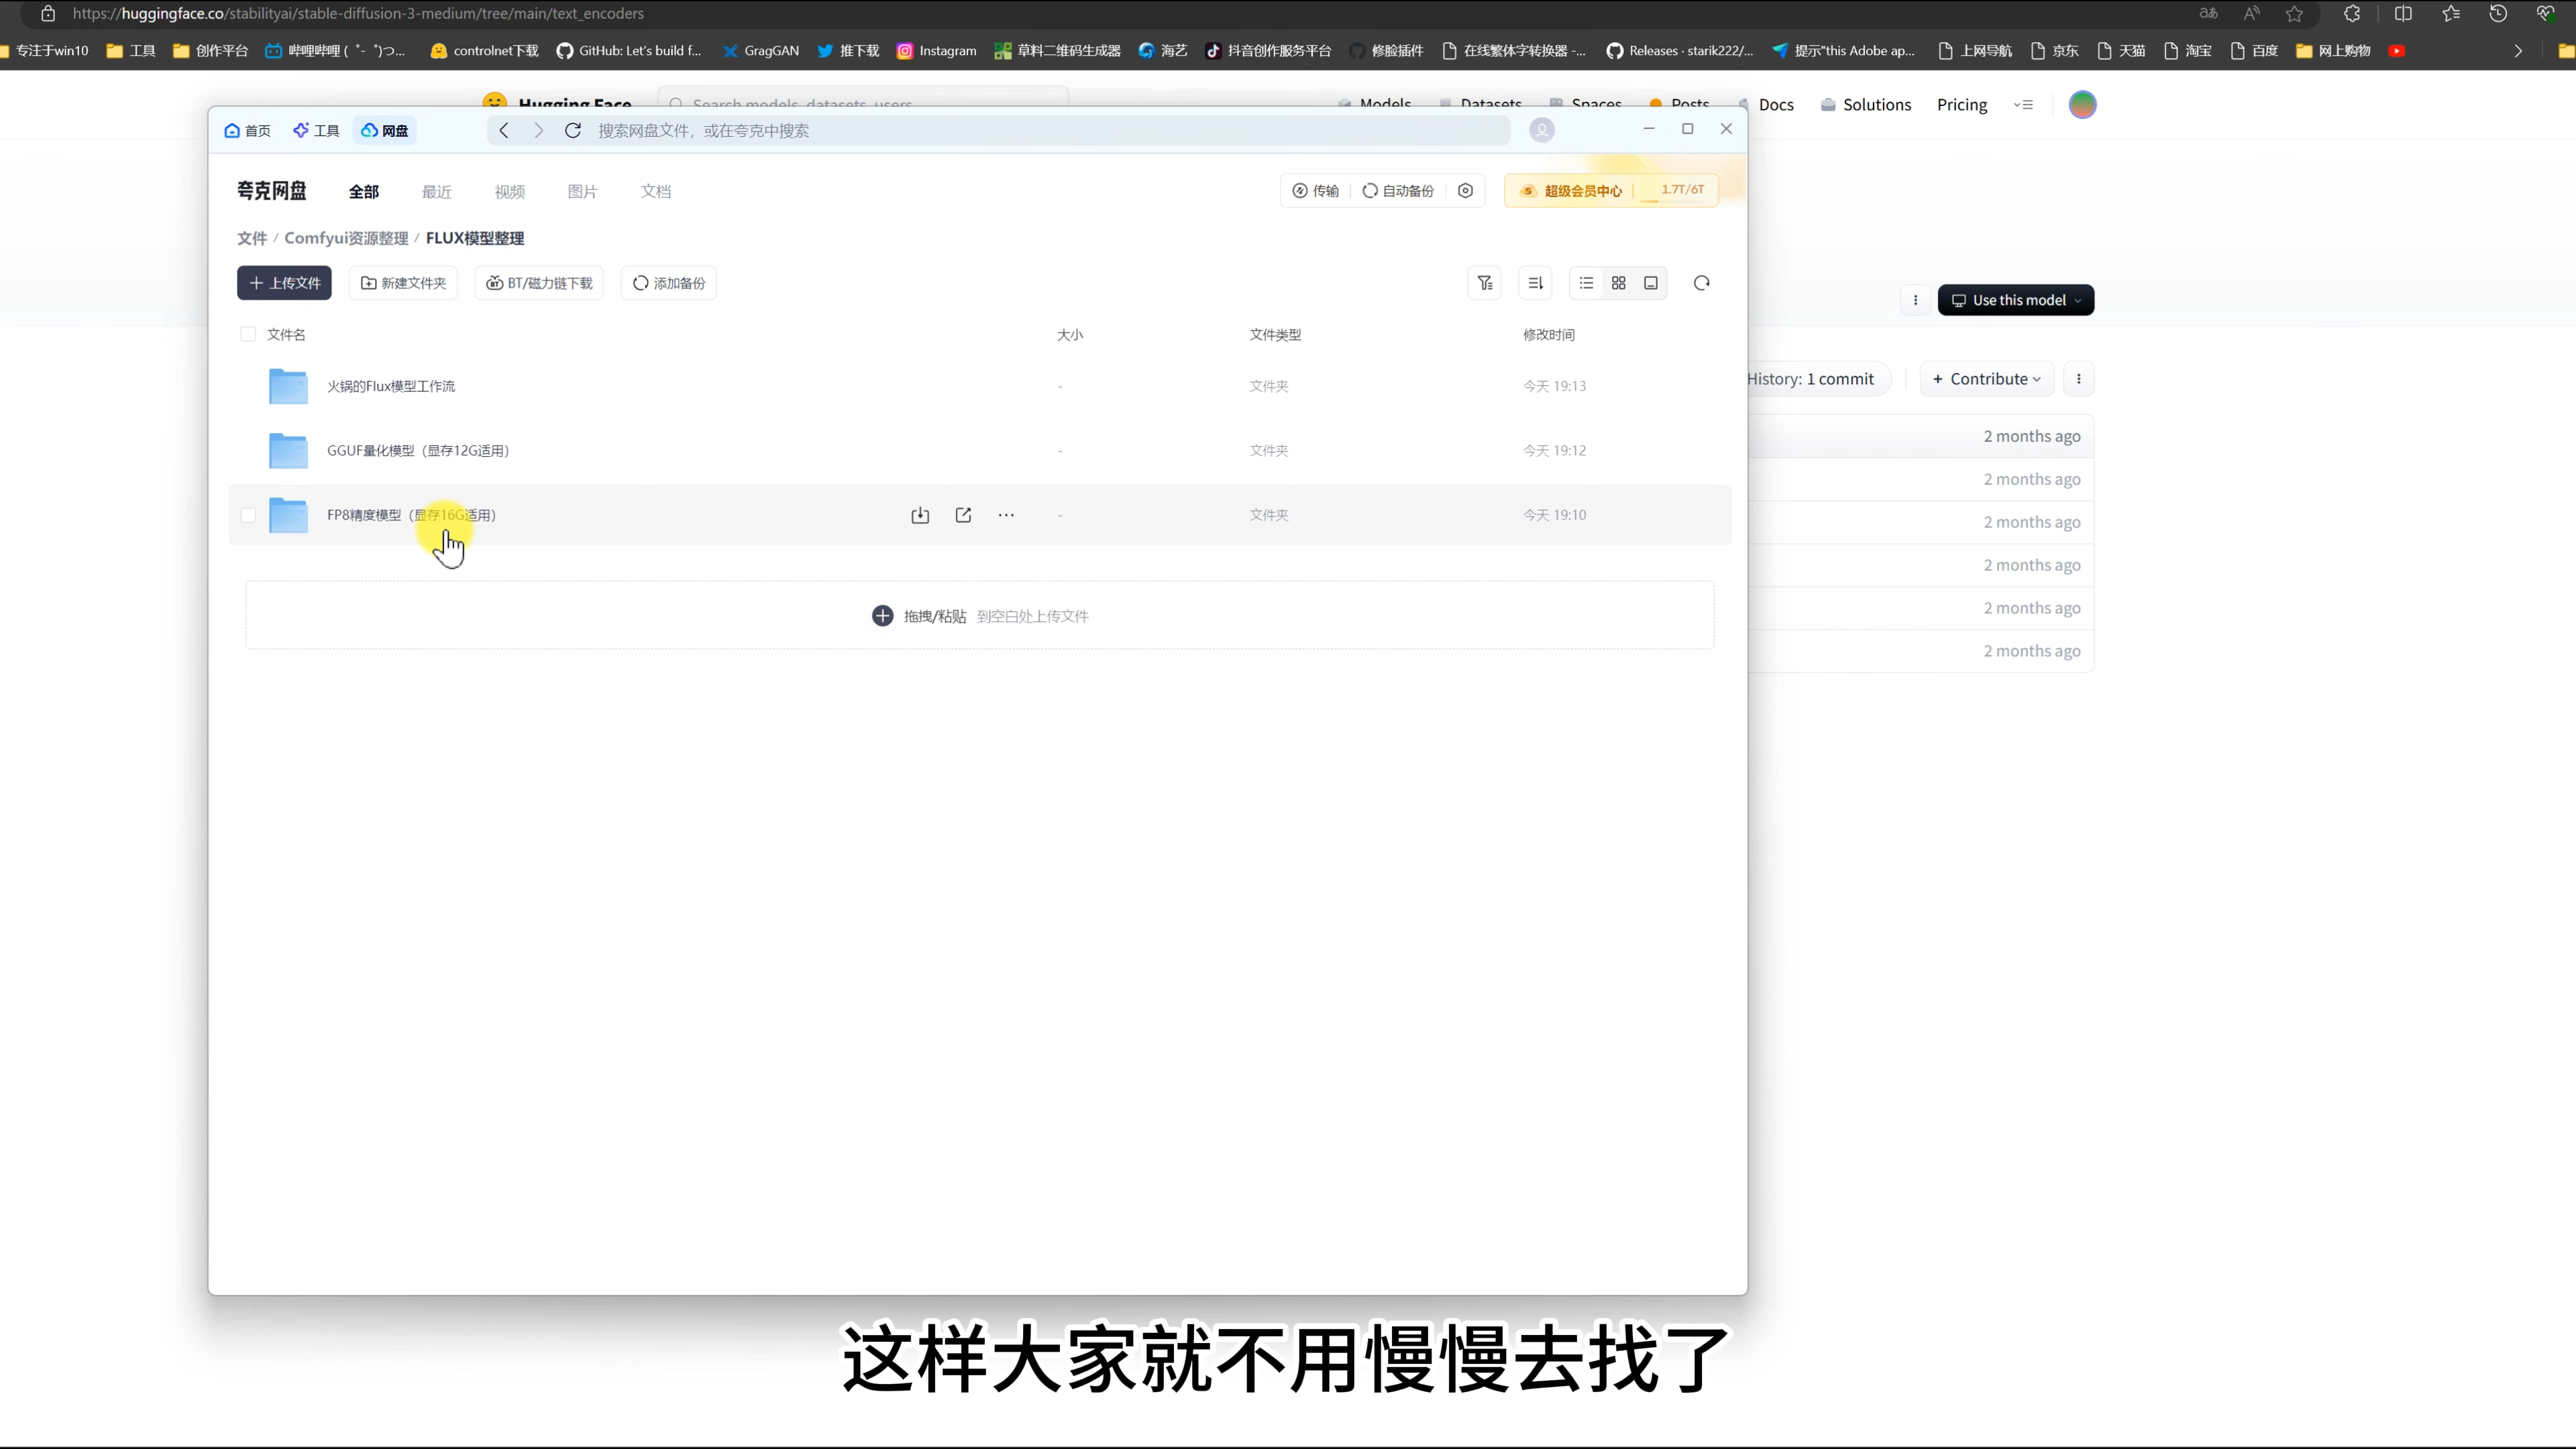 https://huggingface.co/stabilityai/stable-diffusion-3-medium/tree/main/text_encoders
专注于win10 工具 创作平台 哔哩哔哩 ( ゜- ゜)つ... controlnet下载 GitHub: Let's build f... GragGAN 推下载 Instagram 草料二维码生成器 海艺 抖音创作服务平台 修脸插件 在线繁体字转换器 -... Releases · starik222/... 提示"this Adobe ap... 上网导航 京东 天猫 淘宝 百度 网上购物
Hugging Face Search models, datasets, users... Models Datasets Spaces Posts Docs Solutions Pricing
首页 工具 网盘 搜索网盘文件，或在夸克中搜索
夸克网盘 全部 最近 视频 图片 文档 传输 自动备份 超级会员中心 1.7T/6T
文件 / Comfyui资源整理 / FLUX模型整理
上传文件 新建文件夹 BT/磁力链下载 添加备份
Use this model
文件名 大小 文件类型 修改时间
火锅的Flux模型工作流 - 文件夹 今天 19:13
History: 1 commit + Contribute
GGUF量化模型（显存12G适用） - 文件夹 今天 19:12
2 months ago
2 months ago
FP8精度模型（显存16G适用） - 文件夹 今天 19:10
2 months ago
2 months ago
拖拽/粘贴 到空白处上传文件
2 months ago
2 months ago
这样大家就不用慢慢去找了